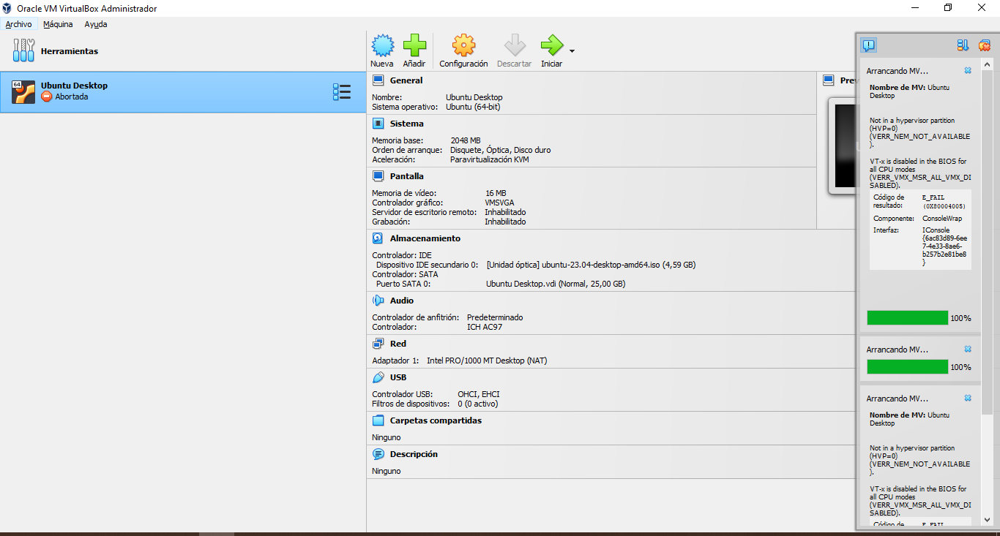 Oracle VM VirtualBox Administrador
Archivo Máquina Ayuda
Herramientas
64
Ubuntu Desktop
Abortada
Nueva Añadir Configuración Descartar Iniciar
General
Nombre: Ubuntu Desktop
Sistema operativo: Ubuntu (64-bit)
Sistema
Memoria base: 2048 MB
Orden de arranque: Disquete, Óptica, Disco duro
Aceleración: Paravirtualización KVM
Pantalla
Memoria de vídeo: 16 MB
Controlador gráfico: VMSVGA
Servidor de escritorio remoto: Inhabilitado
Grabación: Inhabilitado
Almacenamiento
Controlador: IDE
Dispositivo IDE secundario 0: [Unidad óptica] ubuntu-23.04-desktop-amd64.iso (4,59 GB)
Controlador: SATA
Puerto SATA 0: Ubuntu Desktop.vdi (Normal, 25,00 GB)
Audio
Controlador de anfitrión: Predeterminado
Controlador: ICH AC97
Red
Adaptador 1: Intel PRO/1000 MT Desktop (NAT)
USB
Controlador USB: OHCI, EHCI
Filtros de dispositivos: 0 (0 activo)
Carpetas compartidas
Ninguno
Descripción
Ninguno
Prev
Arrancando MV...
Nombre de MV: Ubuntu
Desktop
Not in a hypervisor partition
(HVP=0)
(VERR_NEM_NOT_AVAILABLE
).
VT-x is disabled in the BIOS for
all CPU modes
(VERR_VMX_MSR_ALL_VMX_DI
SABLED).
Código de E_FAIL
resultado: (0X80004005)
Componente: ConsoleWrap
Interfaz: IConsole
{6ac83d89-6ee
7-4e33-8ae6-
b257b2e81be8
}
100%
Arrancando MV...
100%
Arrancando MV...
Nombre de MV: Ubuntu
Desktop
Not in a hypervisor partition
(HVP=0)
(VERR_NEM_NOT_AVAILABLE
).
VT-x is disabled in the BIOS for
all CPU modes
(VERR_VMX_MSR_ALL_VMX_DI
SABLED).
Código de E_FAIL